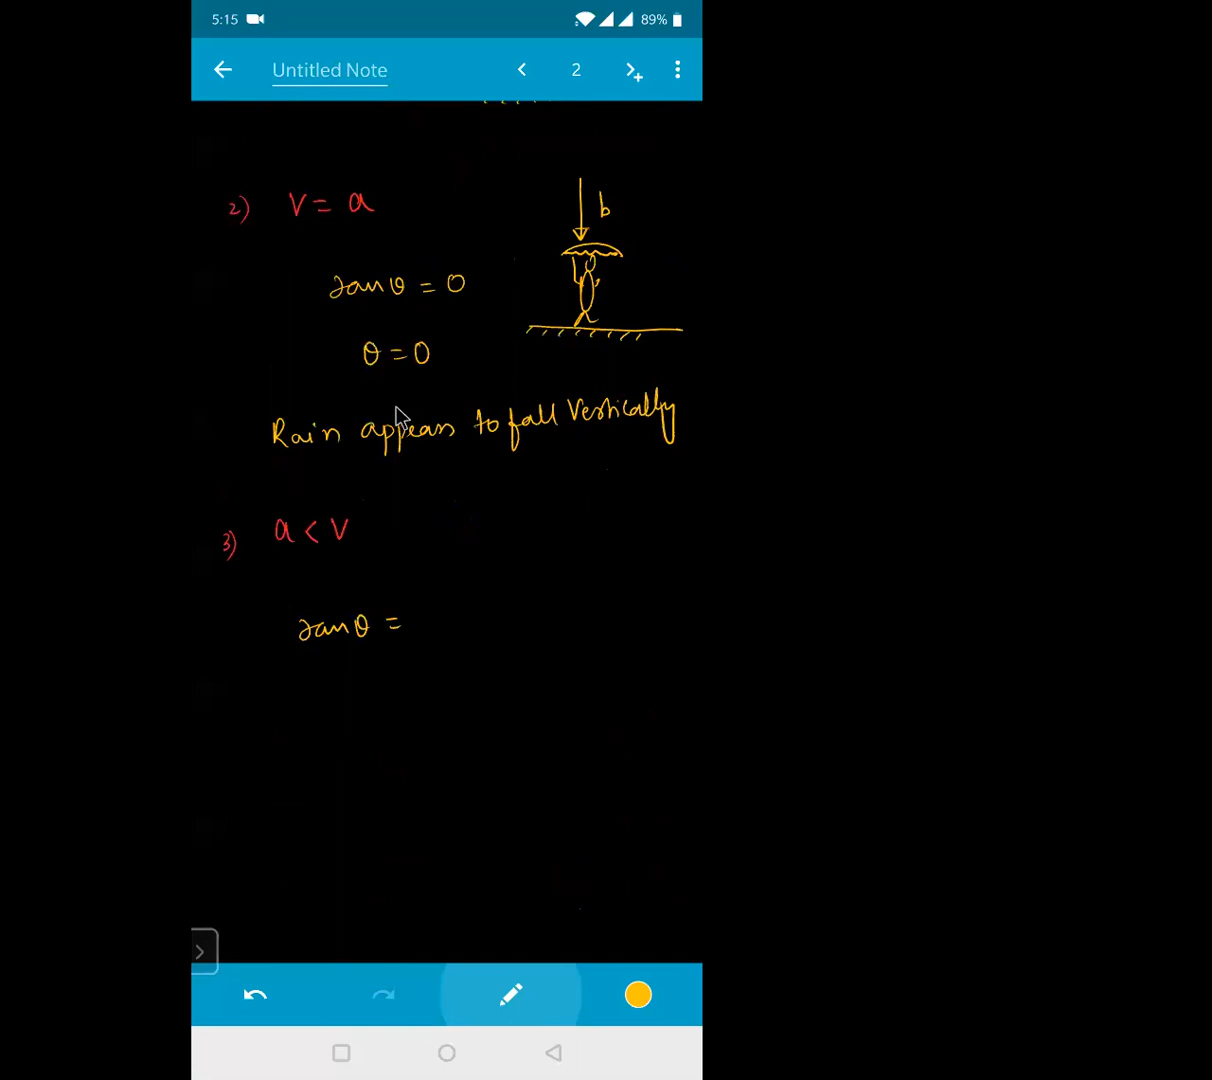 5:15 89%
Untitled Note 2
2) V = a
b
tan θ = 0
θ = 0
Rain appears to fall Vertically
3) a < V
tan θ =